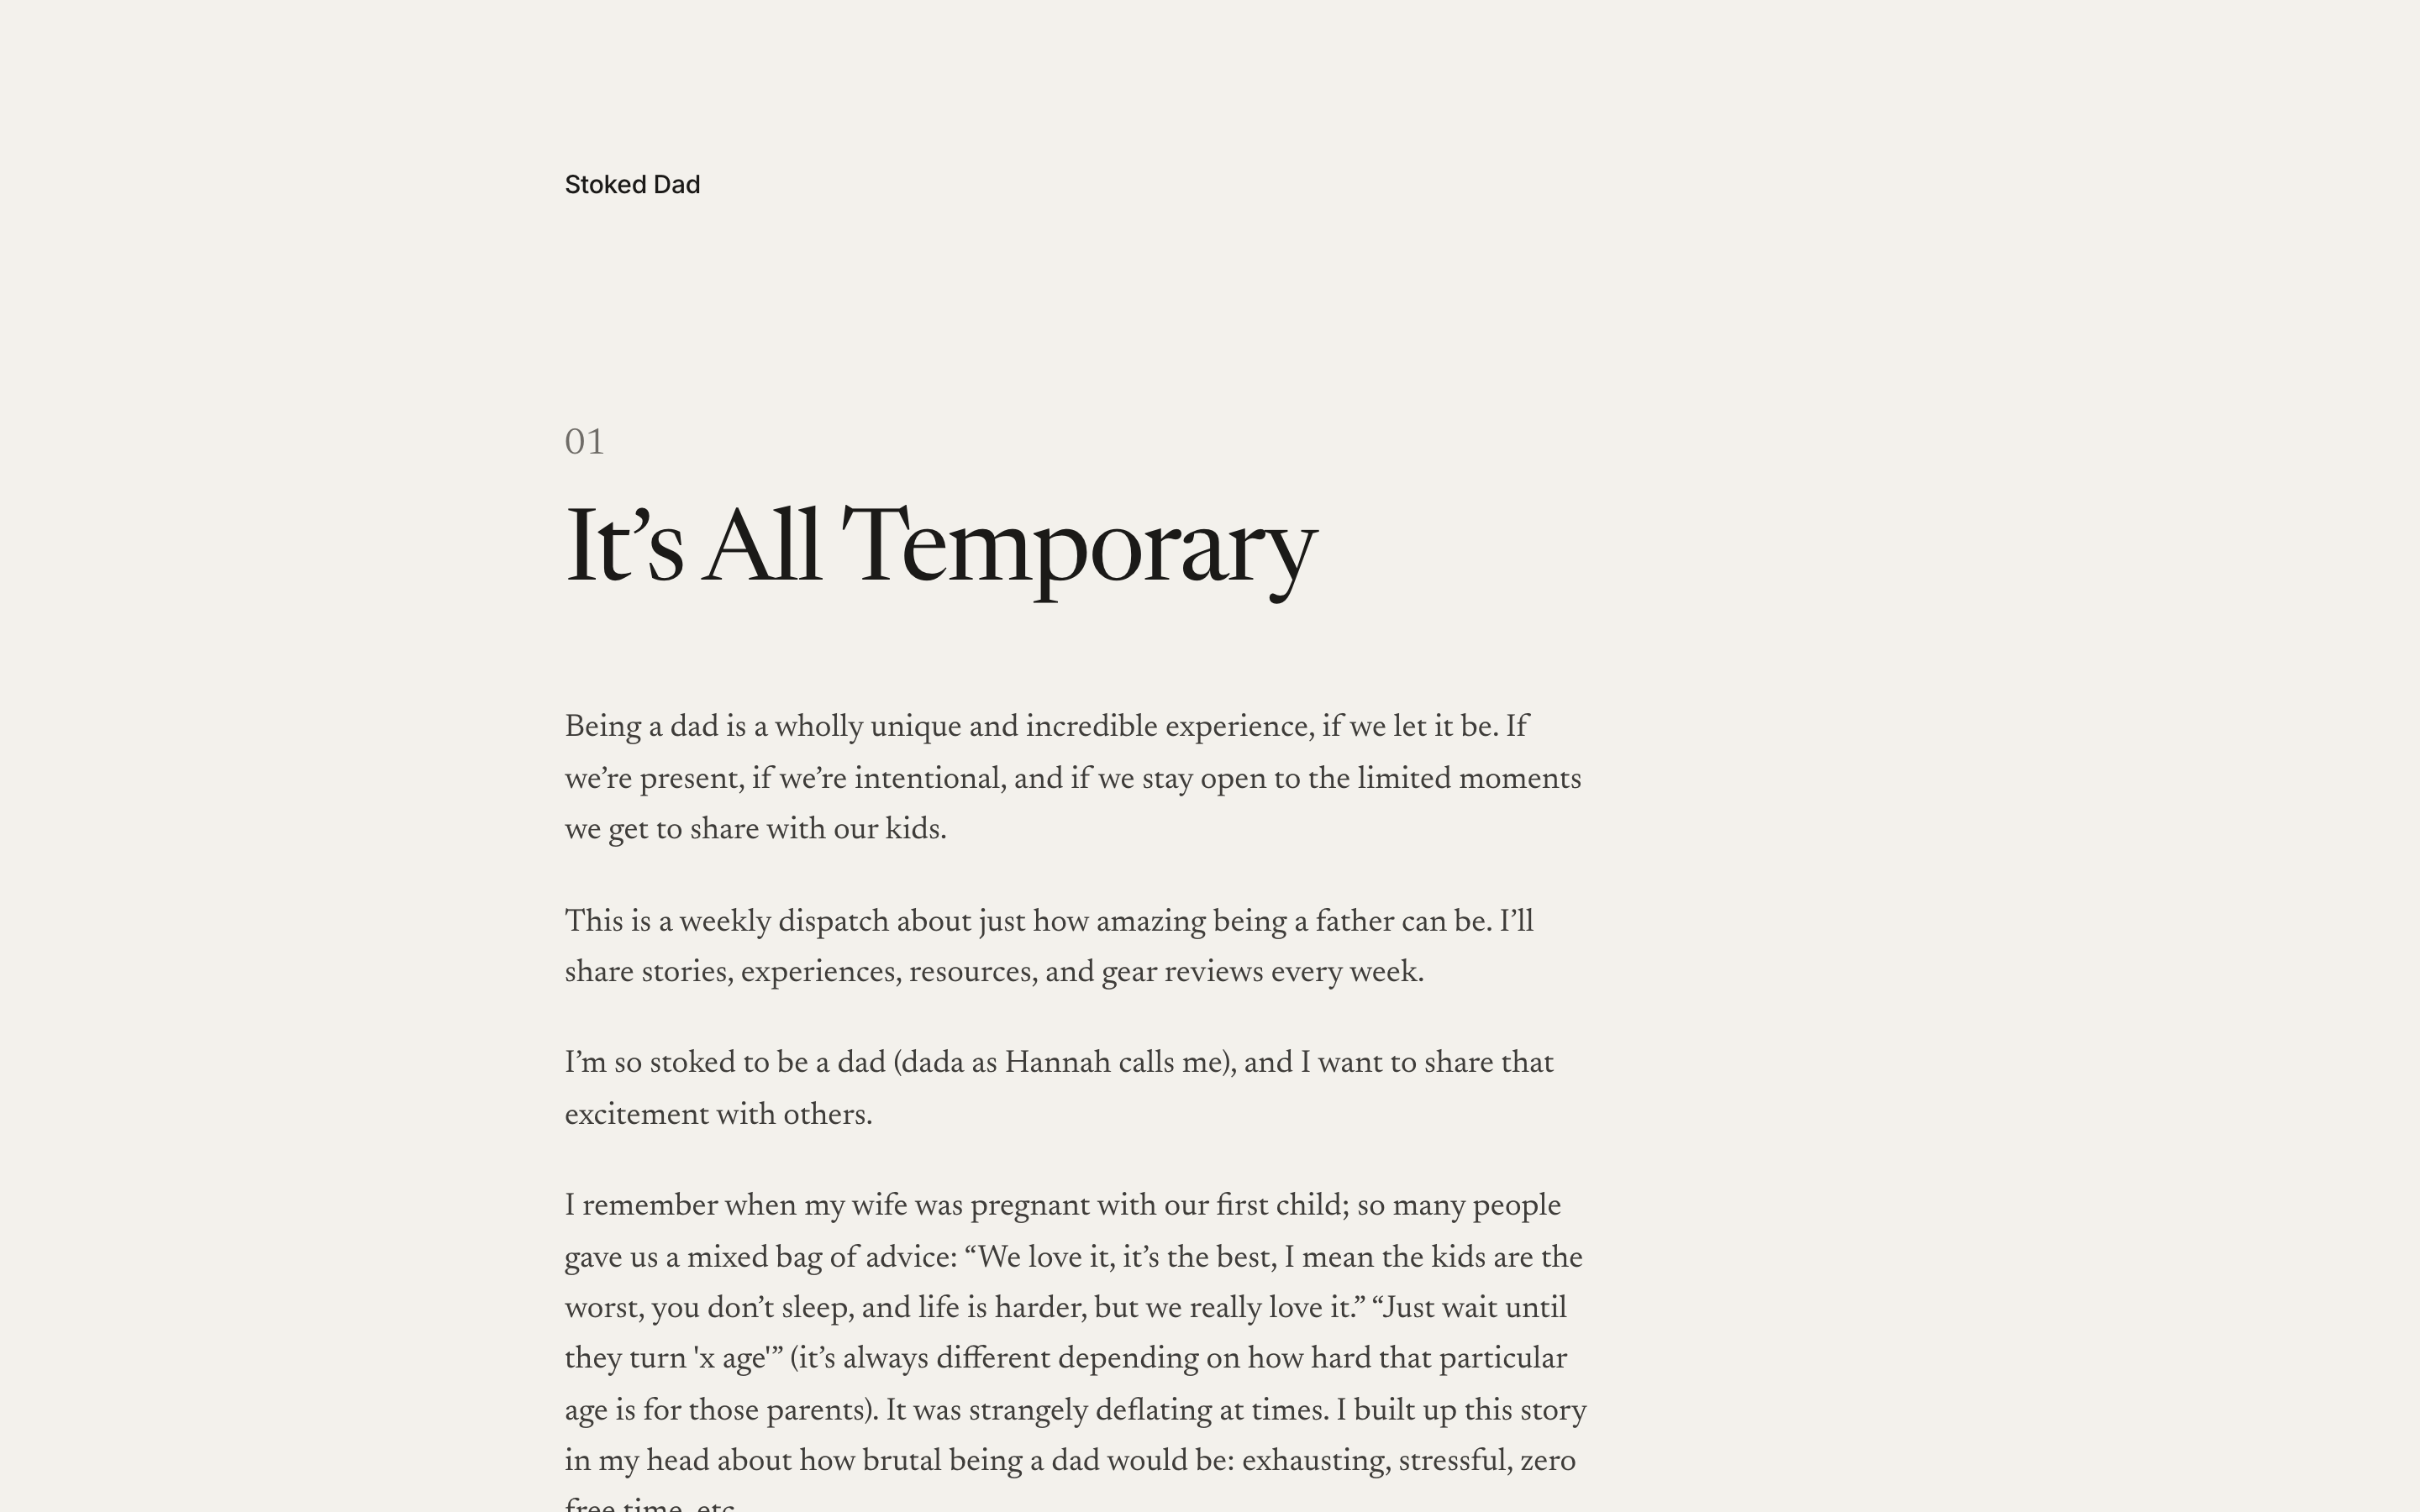 Stoked Dad
01
It’s All Temporary
Being a dad is a wholly unique and incredible experience, if we let it be. If
we’re present, if we’re intentional, and if we stay open to the limited moments
we get to share with our kids.
This is a weekly dispatch about just how amazing being a father can be. I’ll
share stories, experiences, resources, and gear reviews every week.
I’m so stoked to be a dad (dada as Hannah calls me), and I want to share that
excitement with others.
I remember when my wife was pregnant with our first child; so many people
gave us a mixed bag of advice: “We love it, it’s the best, I mean the kids are the
worst, you don’t sleep, and life is harder, but we really love it.” “Just wait until
they turn 'x age'” (it’s always different depending on how hard that particular
age is for those parents). It was strangely deflating at times. I built up this story
in my head about how brutal being a dad would be: exhausting, stressful, zero
free time, etc.